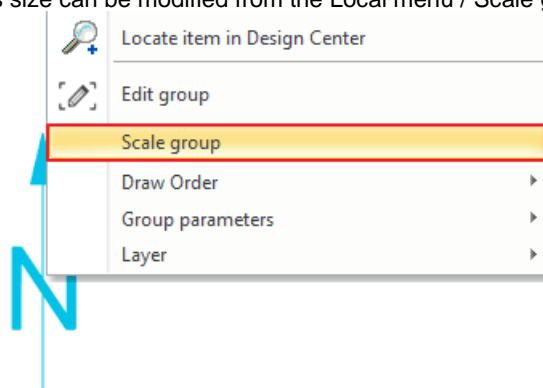 s size can be modified from the Local menu / Scale g
Locate item in Design Center
Edit group
Scale group
Draw Order
Group parameters
Layer
N